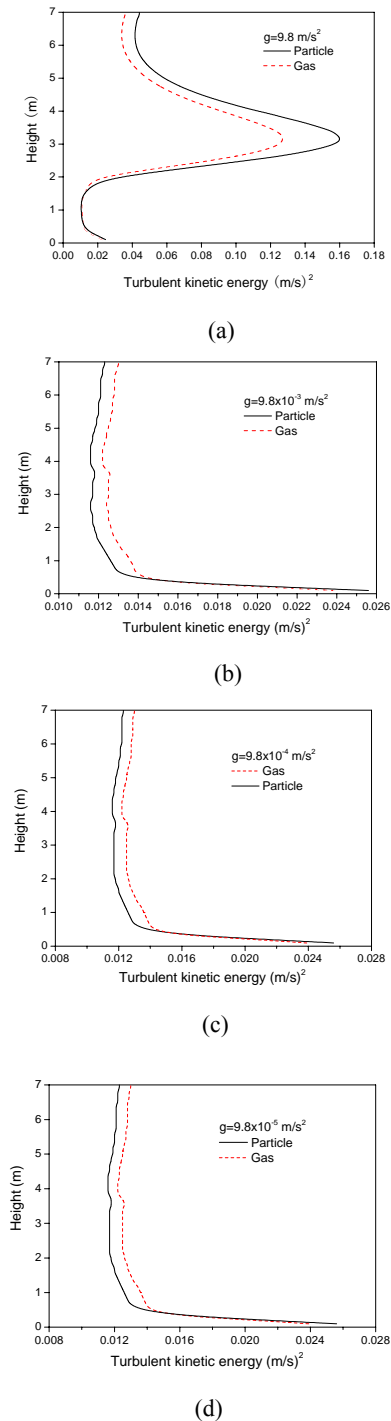 7
6
5
4
3
2
1
0
Height (m)
g=9.8 m/s²
Particle
Gas
0.00 0.02 0.04 0.06 0.08 0.10 0.12 0.14 0.16 0.18
Turbulent kinetic energy (m/s)²
(a)
7
6
5
4
3
2
1
0
Height (m)
g=9.8x10⁻³ m/s²
Particle
Gas
0.010 0.012 0.014 0.016 0.018 0.020 0.022 0.024 0.026
Turbulent kinetic energy (m/s)²
(b)
7
6
5
4
3
2
1
0
Height (m)
g=9.8x10⁻⁴ m/s²
Gas
Particle
0.008 0.012 0.016 0.020 0.024 0.028
Turbulent kinetic energy (m/s)²
(c)
7
6
5
4
3
2
1
0
Height (m)
g=9.8x10⁻⁵ m/s²
Particle
Gas
0.008 0.012 0.016 0.020 0.024 0.028
Turbulent kinetic energy (m/s)²
(d)